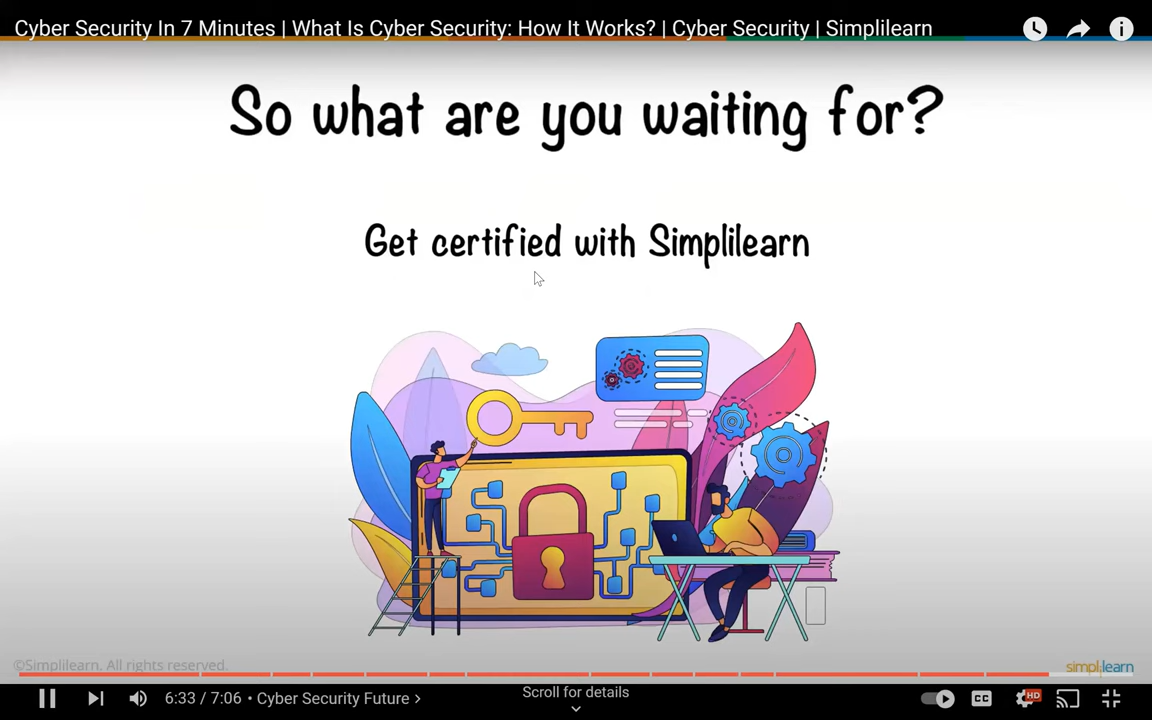 Cyber Security In 7 Minutes | What Is Cyber Security: How It Works? | Cyber Security | Simplilearn
So what are you waiting for?
Get certified with Simplilearn
©Simplilearn. All rights reserved.
simplilearn
6:33 / 7:06 • Cyber Security Future >
Scroll for details
CC
HD